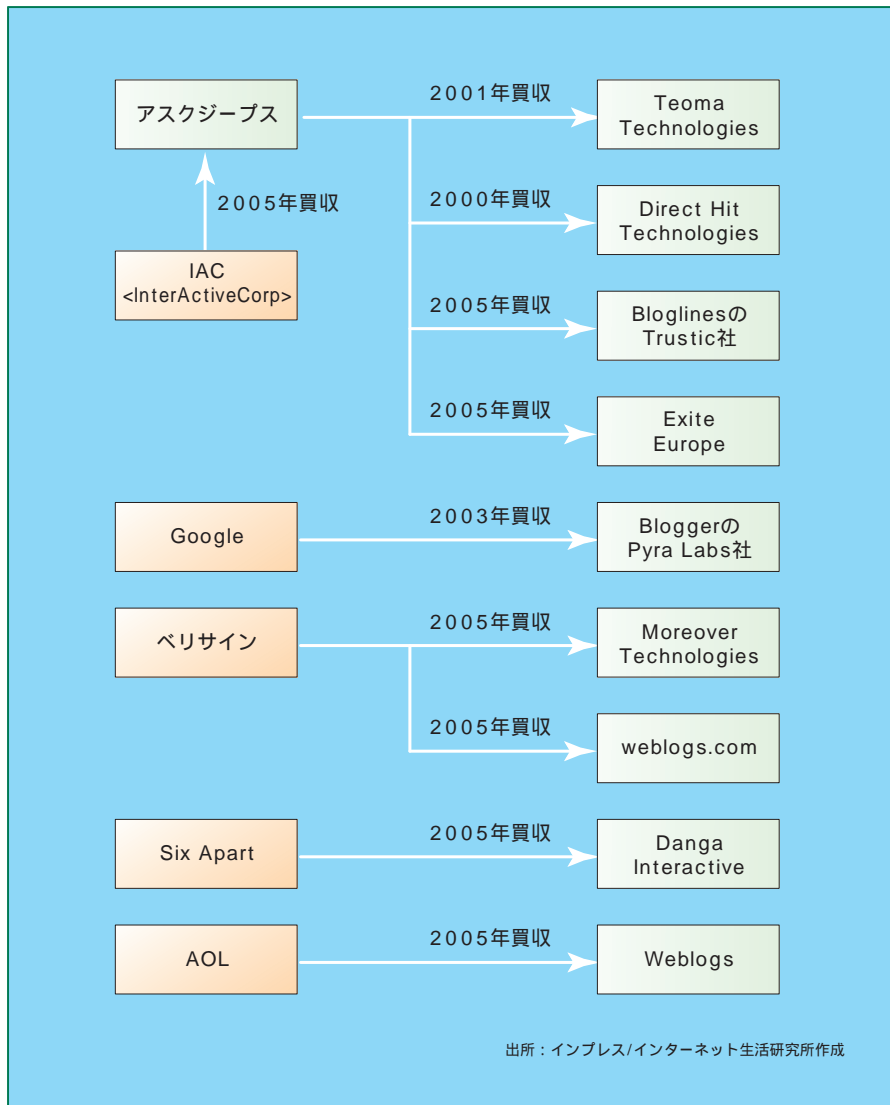 アスクジープス
2001年買収
Teoma
Technologies
2005年買収
2000年買収
Direct Hit
Technologies
IAC
<InterActiveCorp>
2005年買収
Bloglinesの
Trustic社
2005年買収
Exite
Europe
Google
2003年買収
Bloggerの
Pyra Labs社
ベリサイン
2005年買収
Moreover
Technologies
2005年買収
weblogs.com
Six Apart
2005年買収
Danga
Interactive
AOL
2005年買収
Weblogs
出所：インプレス/インターネット生活研究所作成